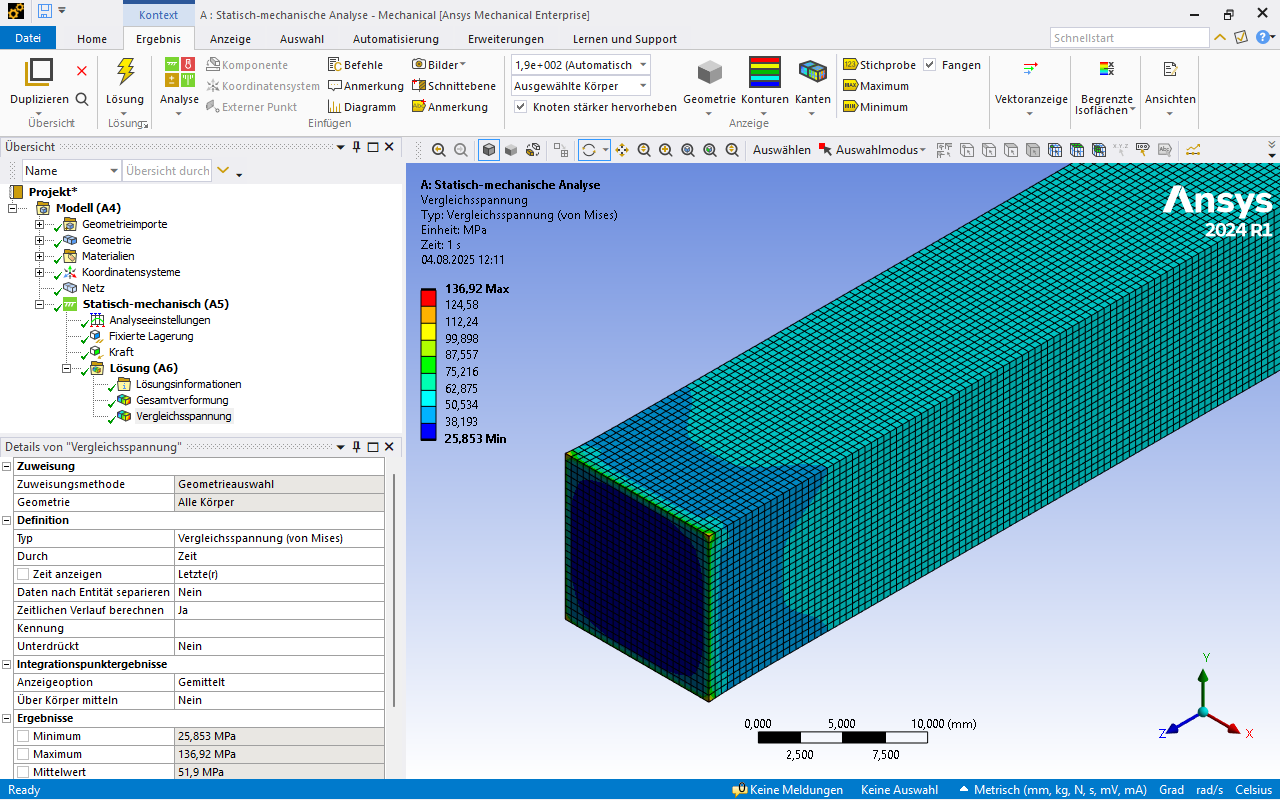 Kontext
A : Statisch-mechanische Analyse - Mechanical [Ansys Mechanical Enterprise]
Datei Home Ergebnis Anzeige Auswahl Automatisierung Erweiterungen Lernen und Support Schnellstart
Duplizieren
Übersicht
Lösung
Lösung
Analyse
Komponente
Koordinatensystem
Externer Punkt
Befehle
Anmerkung
Diagramm
Bilder
Schnittebene
Anmerkung
Einfügen
1,9e+002 (Automatisch
Ausgewählte Körper
Knoten stärker hervorheben
Geometrie
Konturen
Kanten
Stichprobe
Maximum
Minimum
Fangen
Anzeige
Vektoranzeige
Begrenzte
Isoflächen
Ansichten
Auswählen Auswahlmodus
Übersicht
Name Übersicht durch
Projekt*
Modell (A4)
Geometrieimporte
Geometrie
Materialien
Koordinatensysteme
Netz
Statisch-mechanisch (A5)
Analyseeinstellungen
Fixierte Lagerung
Kraft
Lösung (A6)
Lösungsinformationen
Gesamtverformung
Vergleichsspannung
Details von "Vergleichsspannung"
Zuweisung
Zuweisungsmethode Geometrieauswahl
Geometrie Alle Körper
Definition
Typ Vergleichsspannung (von Mises)
Durch Zeit
Zeit anzeigen Letzte(r)
Daten nach Entität separieren Nein
Zeitlichen Verlauf berechnen Ja
Kennung
Unterdrückt Nein
Integrationspunktergebnisse
Anzeigeoption Gemittelt
Über Körper mitteln Nein
Ergebnisse
Minimum 25,853 MPa
Maximum 136,92 MPa
Mittelwert 51,9 MPa
A: Statisch-mechanische Analyse
Vergleichsspannung
Typ: Vergleichsspannung (von Mises)
Einheit: MPa
Zeit: 1 s
04.08.2025 12:11
136,92 Max
124,58
112,24
99,898
87,557
75,216
62,875
50,534
38,193
25,853 Min
Ansys
2024 R1
0,000 5,000 10,000 (mm)
2,500 7,500
Y
Z X
Ready 0 Keine Meldungen Keine Auswahl Metrisch (mm, kg, N, s, mV, mA) Grad rad/s Celsius